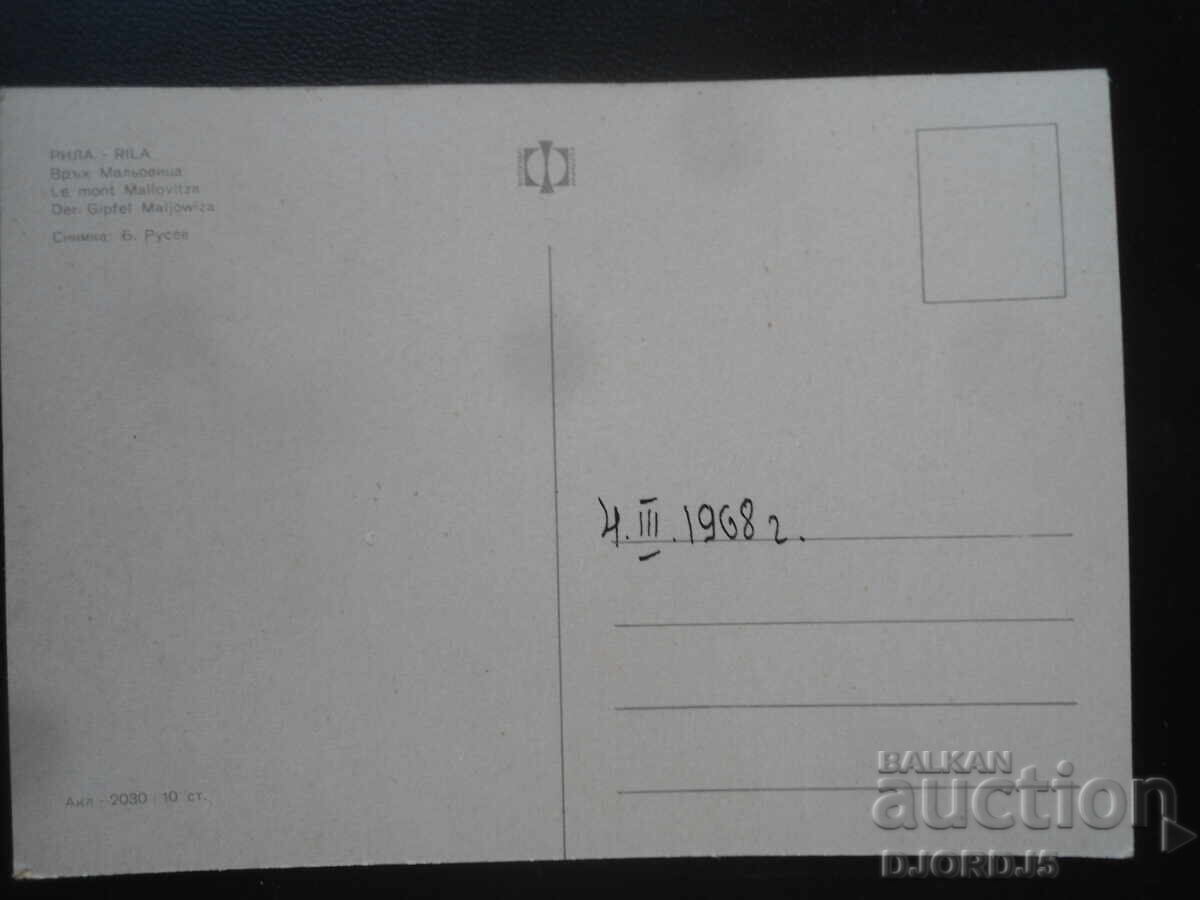 РИЛА - RILA
Връх Мальовица
Le mont Maliovitza
Der Gipfel Maljowiza
Снимка: Б. Русев
4. III. 1968 г.
Акл - 2030 10 ст.
BALKAN
auction
DJORDJ5